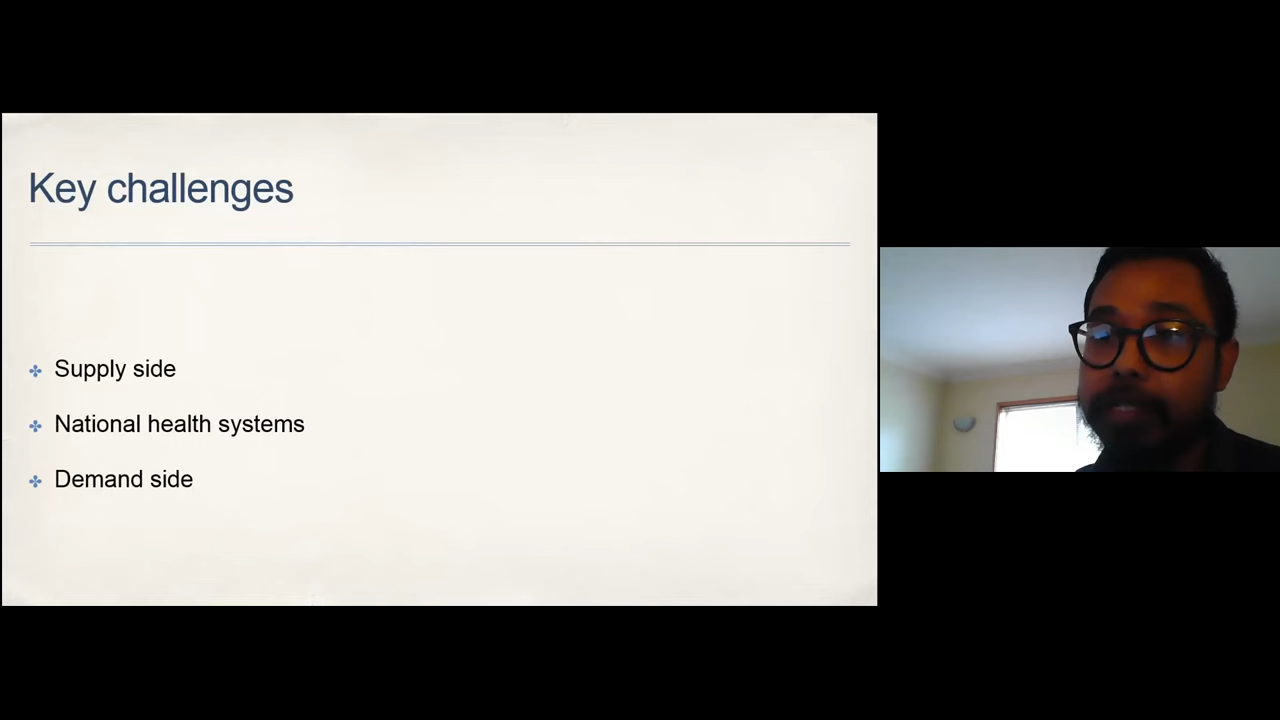 Key challenges
Supply side
National health systems
Demand side